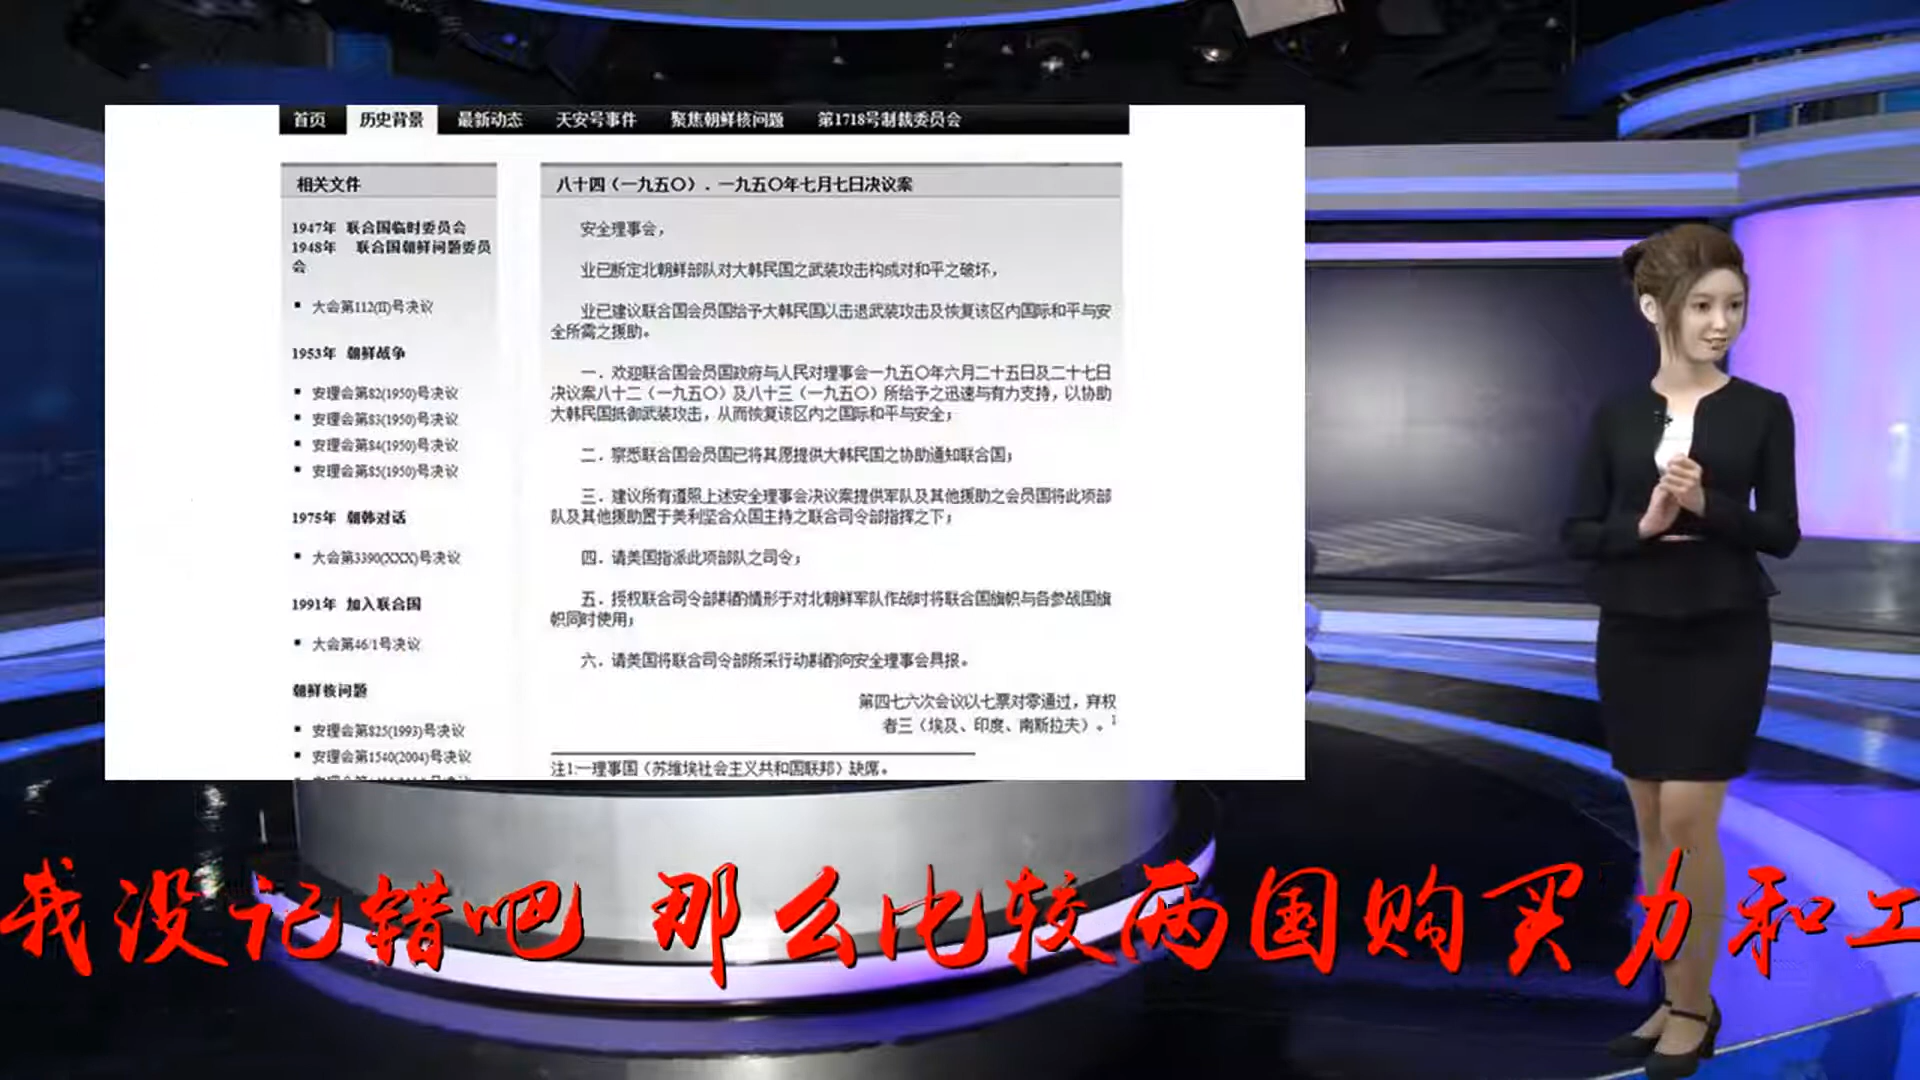 首页 历史背景 最新动态 天安号事件 聚焦朝鲜核问题 第1718号制裁委员会
相关文件
1947年 联合国临时委员会
1948年 联合国朝鲜问题委员
会
大会第112(II)号决议
1953年 朝鲜战争
安理会第82(1950)号决议
安理会第83(1950)号决议
安理会第84(1950)号决议
安理会第85(1950)号决议
1975年 朝韩对话
大会第3390(XXX)号决议
1991年 加入联合国
大会第46/1号决议
朝鲜核问题
安理会第825(1993)号决议
安理会第1540(2004)号决议
八十四（一九五〇）．一九五〇年七月七日决议案
安全理事会，
业已断定北朝鲜部队对大韩民国之武装攻击构成对和平之破坏，
业已建议联合国会员国给予大韩民国以击退武装攻击及恢复该区内国际和平与安
全所需之援助。
一．欢迎联合国会员国政府与人民对理事会一九五〇年六月二十五日及二十七日
决议案八十二（一九五〇）及八十三（一九五〇）所给予之迅速与有力支持，以协助
大韩民国抵御武装攻击，从而恢复该区内之国际和平与安全；
二．察悉联合国会员国已将其愿提供大韩民国之协助通知联合国；
三．建议所有遵照上述安全理事会决议案提供军队及其他援助之会员国将此项部
队及其他援助置于美利坚合众国主持之联合司令部指挥之下；
四．请美国指派此项部队之司令；
五．授权联合司令部斟酌情形于对北朝鲜军队作战时将联合国旗帜与各参战国旗
帜同时使用；
六．请美国将联合司令部所采行动斟酌向安全理事会具报。
第四七六次会议以七票对零通过，弃权
者三（埃及、印度、南斯拉夫）。1
注1:一理事国（苏维埃社会主义共和国联邦）缺席。
我没记错吧 那么比较两国购买力和工